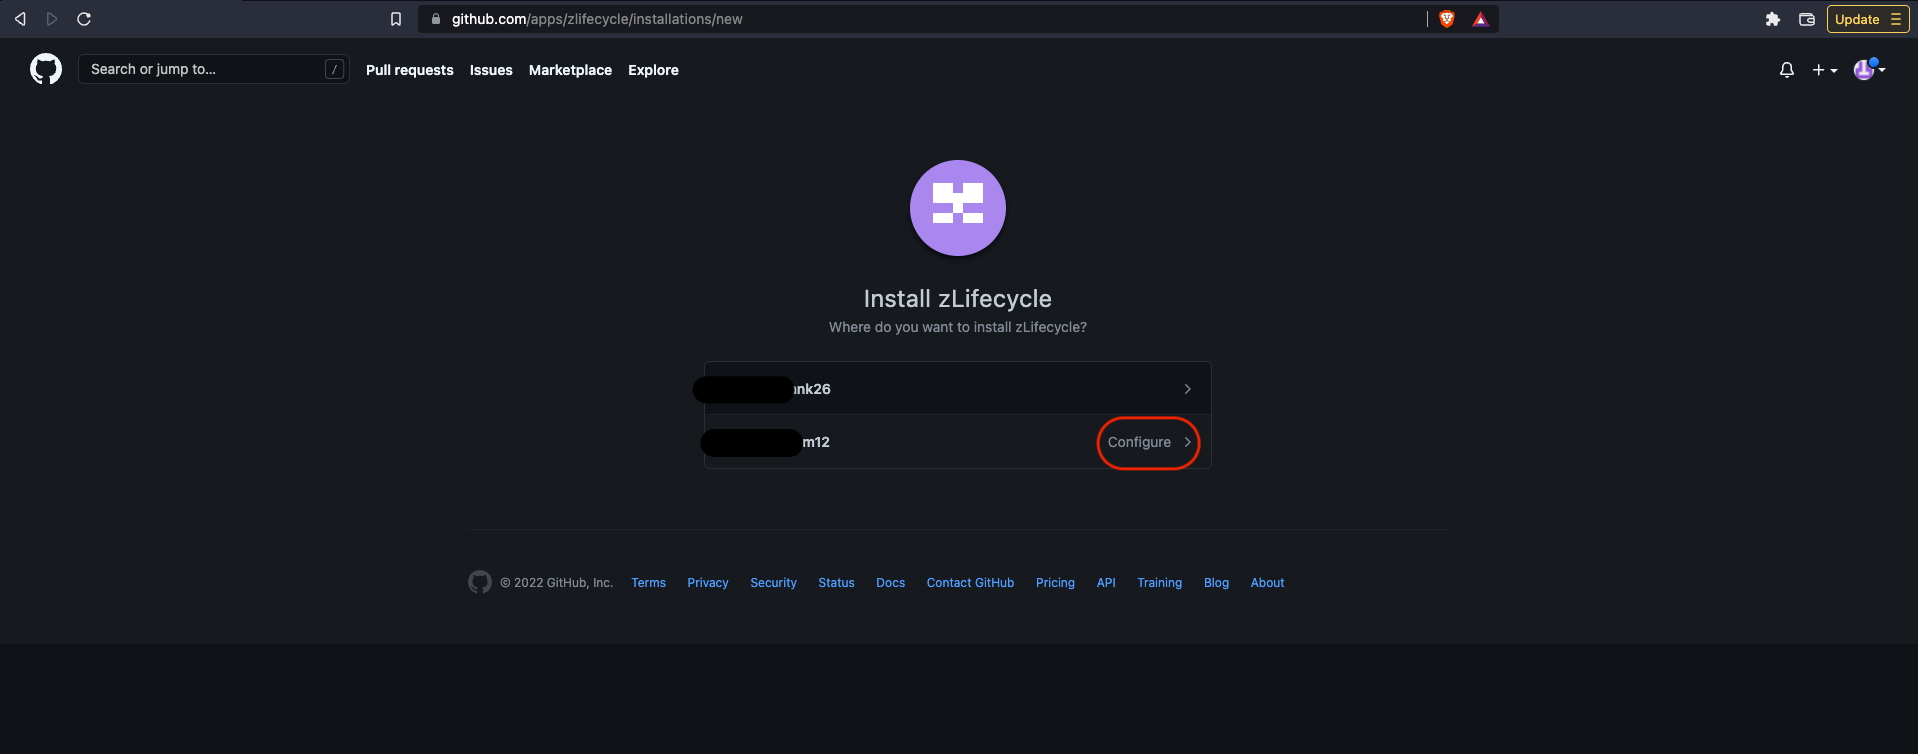 github.com/apps/zlifecycle/installations/new
Update
Search or jump to... /
Pull requests Issues Marketplace Explore
Install zLifecycle
Where do you want to install zLifecycle?
nk26
m12 Configure
© 2022 GitHub, Inc. Terms Privacy Security Status Docs Contact GitHub Pricing API Training Blog About